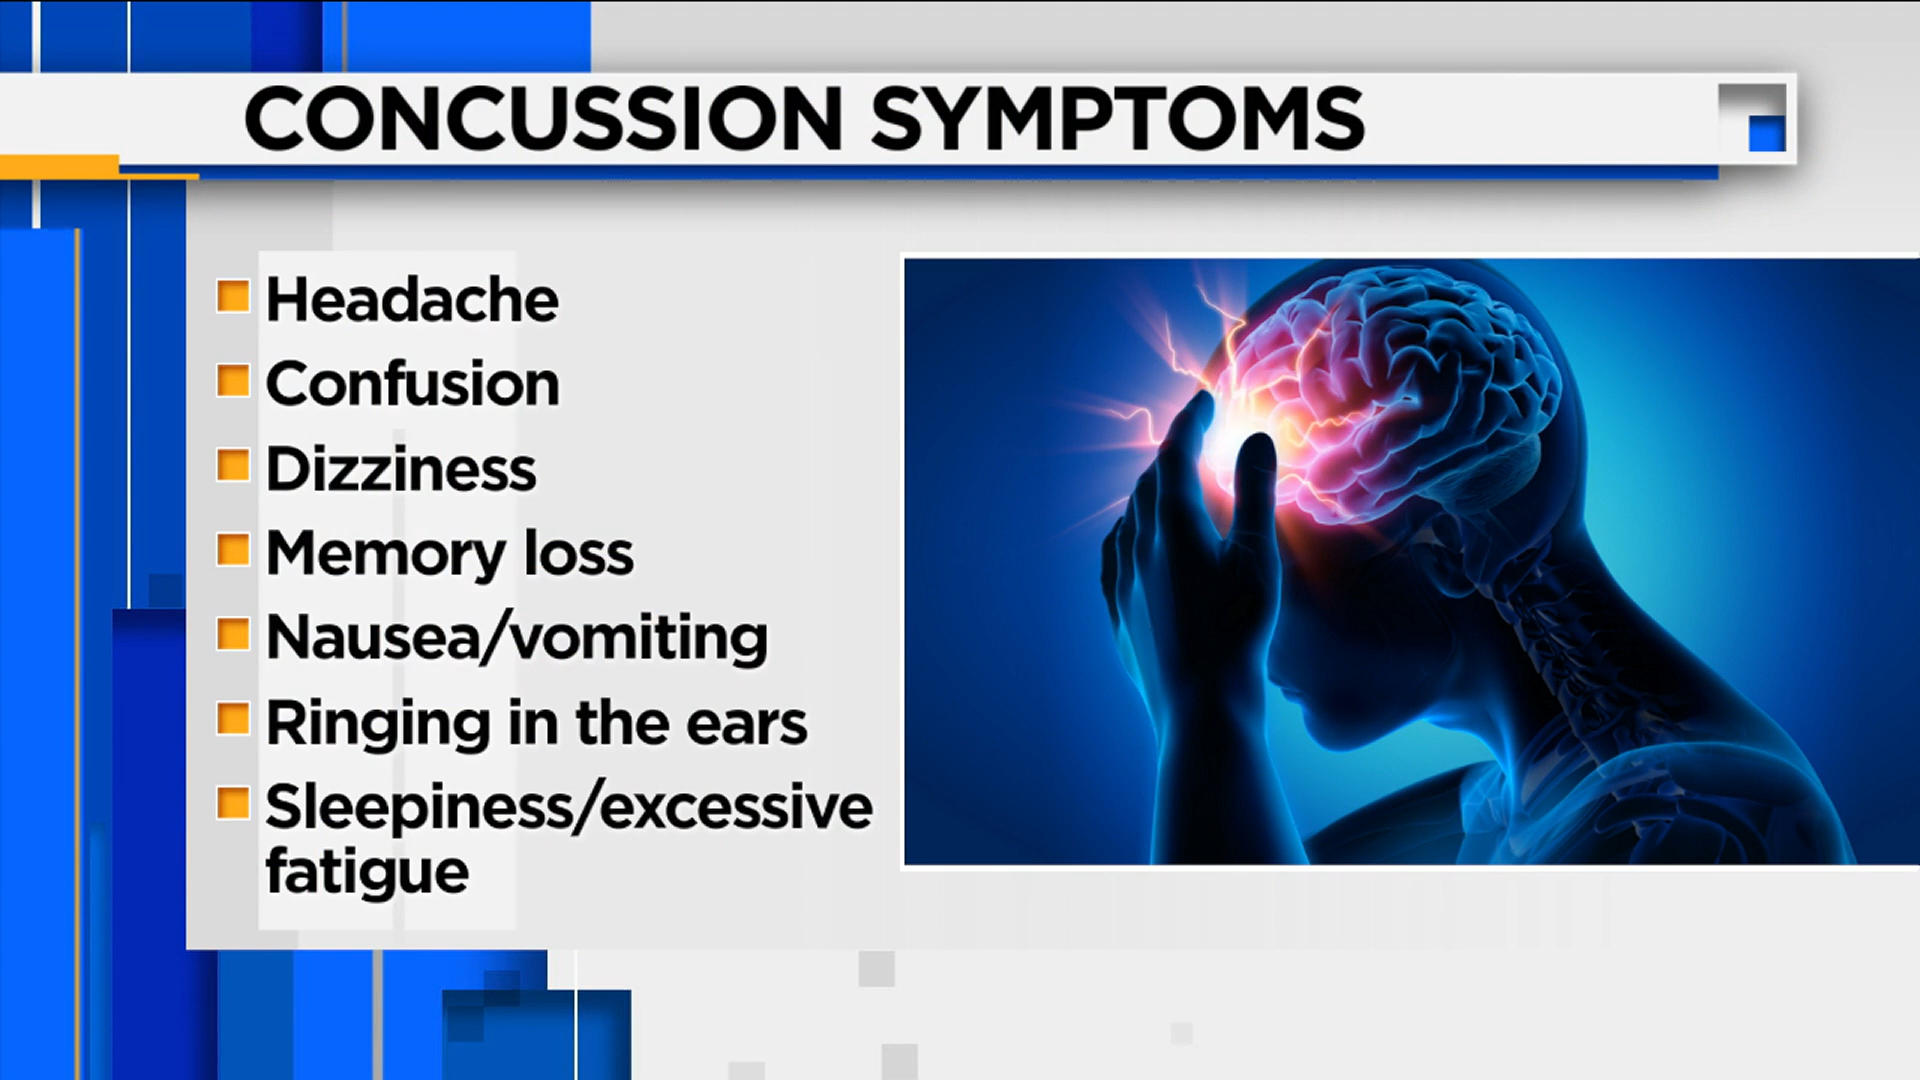 CONCUSSION SYMPTOMS
Headache
Confusion
Dizziness
Memory loss
Nausea/vomiting
Ringing in the ears
Sleepiness/excessive
fatigue